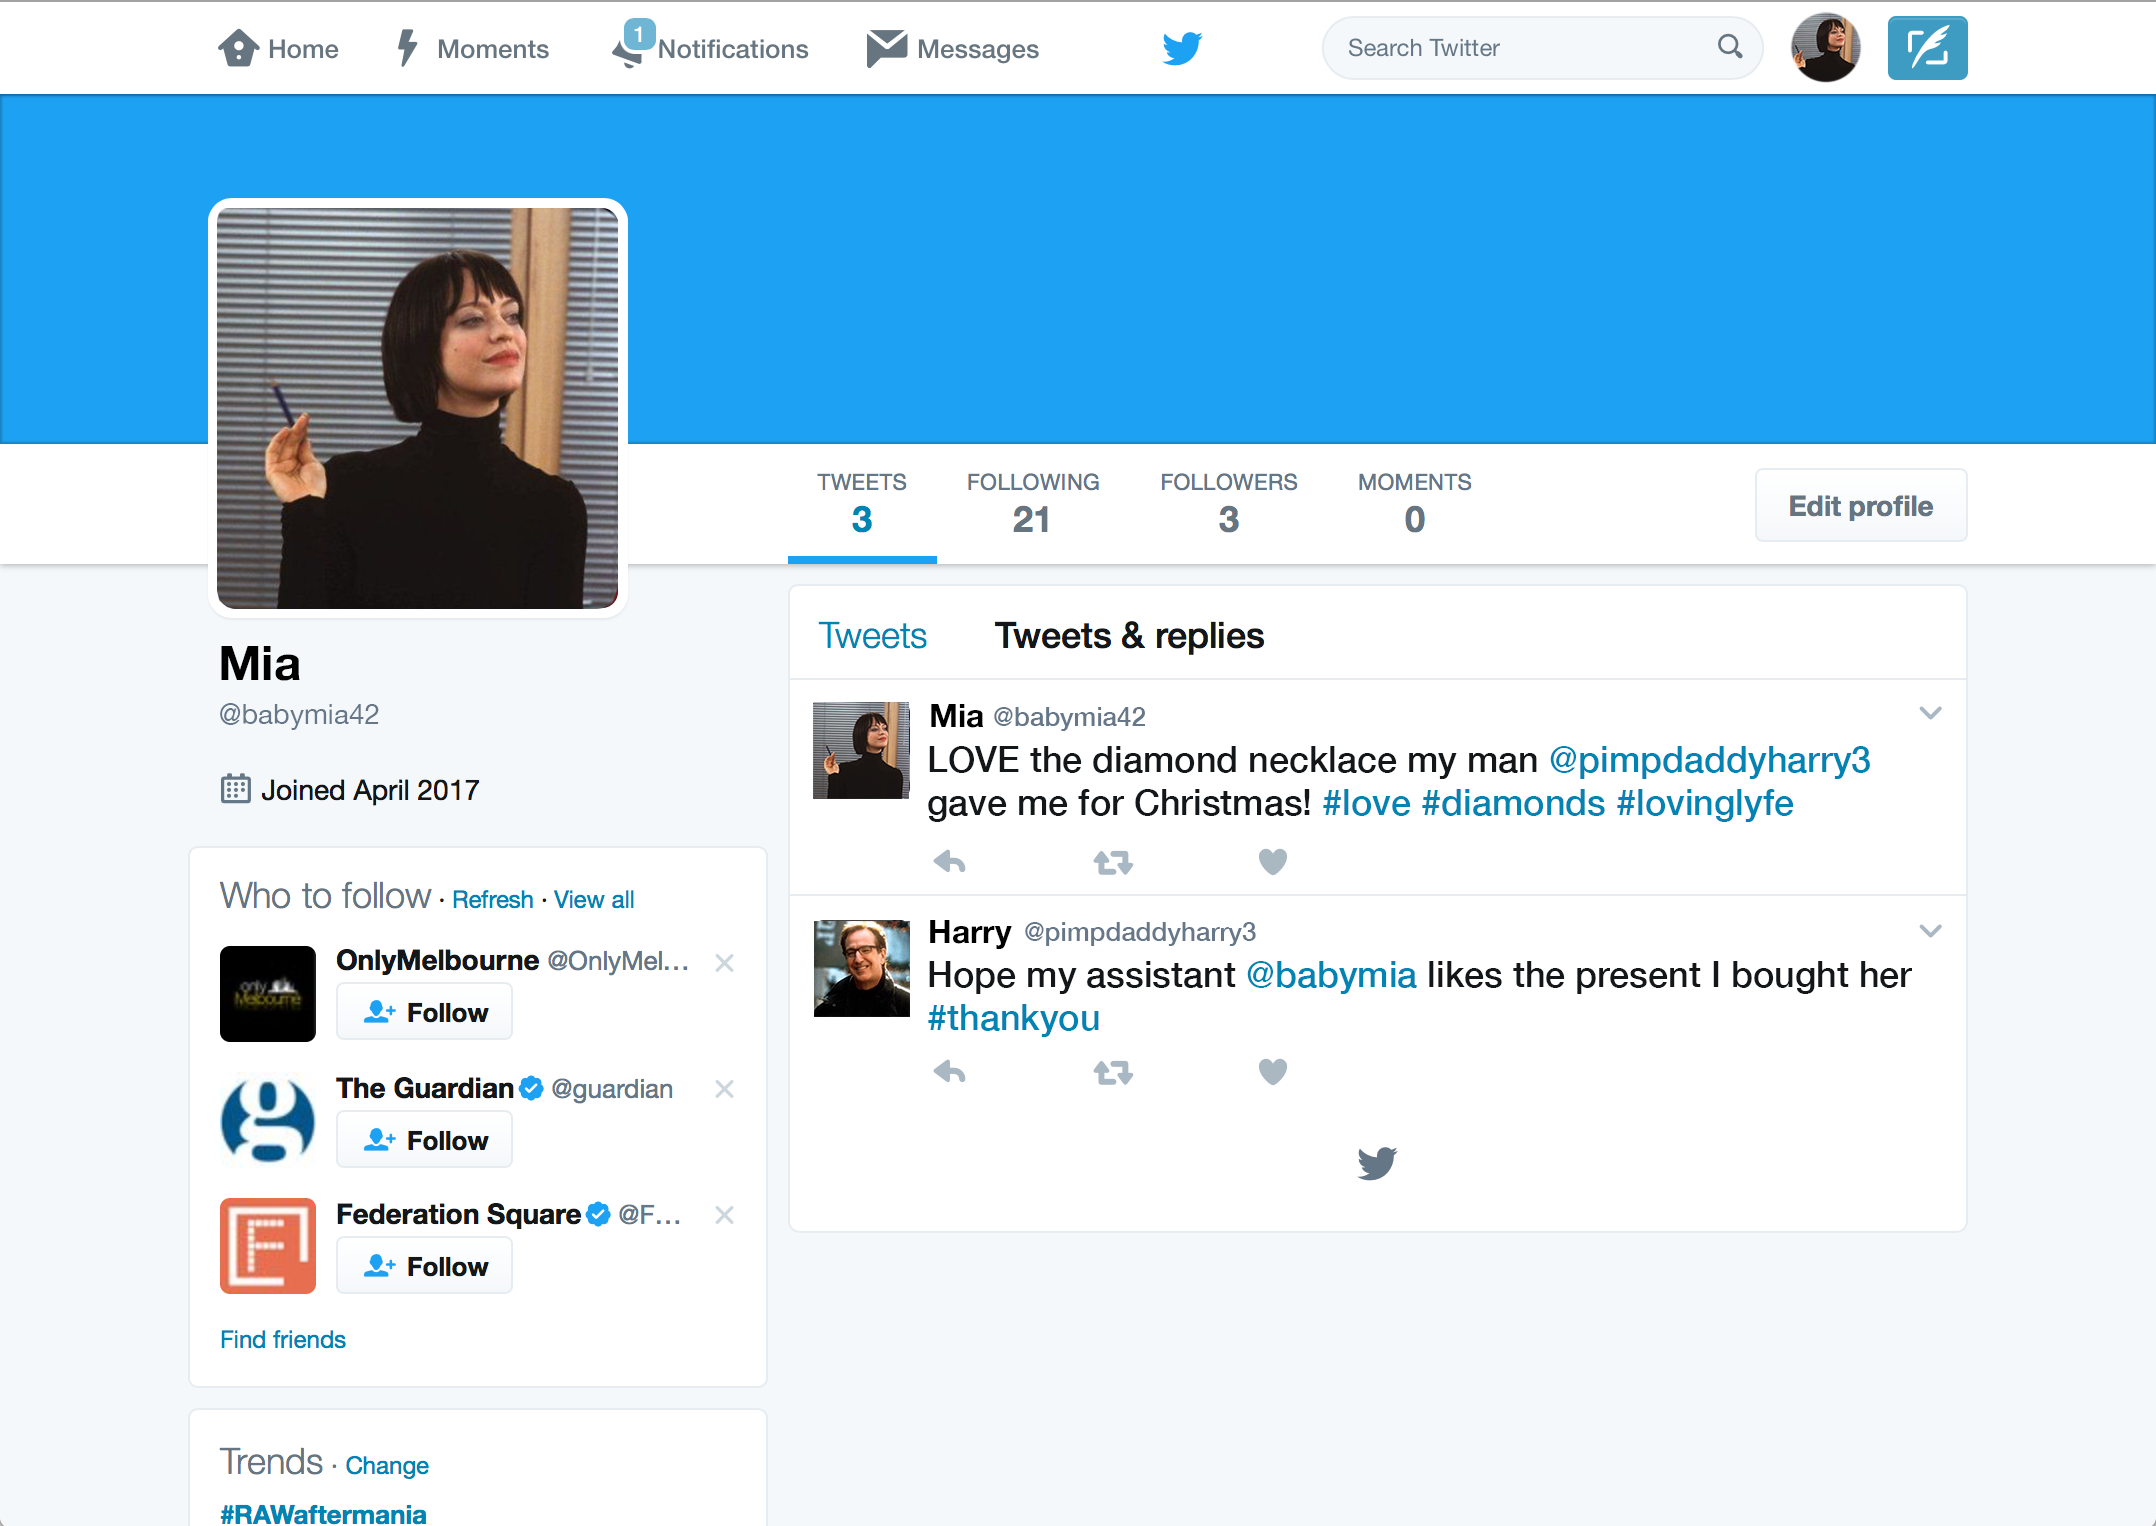 Home
Moments
1
Notifications
Messages
Search Twitter
TWEETS
3
FOLLOWING
21
FOLLOWERS
3
MOMENTS
0
Edit profile
Mia
@babymia42
Joined April 2017
Who to follow · Refresh · View all
only
Melbourne
OnlyMelbourne @OnlyMel...
Follow
The Guardian @guardian
Follow
Federation Square @F...
Follow
Find friends
Trends · Change
#RAWaftermania
Tweets
Tweets & replies
Mia @babymia42
LOVE the diamond necklace my man @pimpdaddyharry3
gave me for Christmas! #love #diamonds #lovinglyfe
Harry @pimpdaddyharry3
Hope my assistant @babymia likes the present I bought her
#thankyou